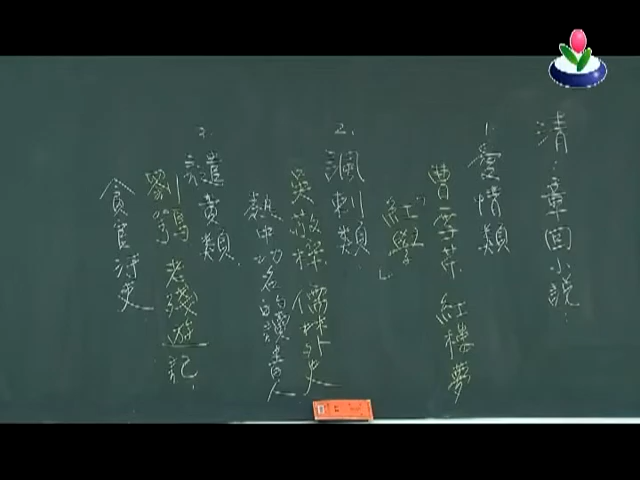 清：章回小說：
1. 愛情類
曹雪芹 紅樓夢
「紅學」
2. 諷刺類
吳敬梓 儒林外史
熱中功名的讀書人
3. 譴責類
劉鶚 老殘遊記
貪官污吏